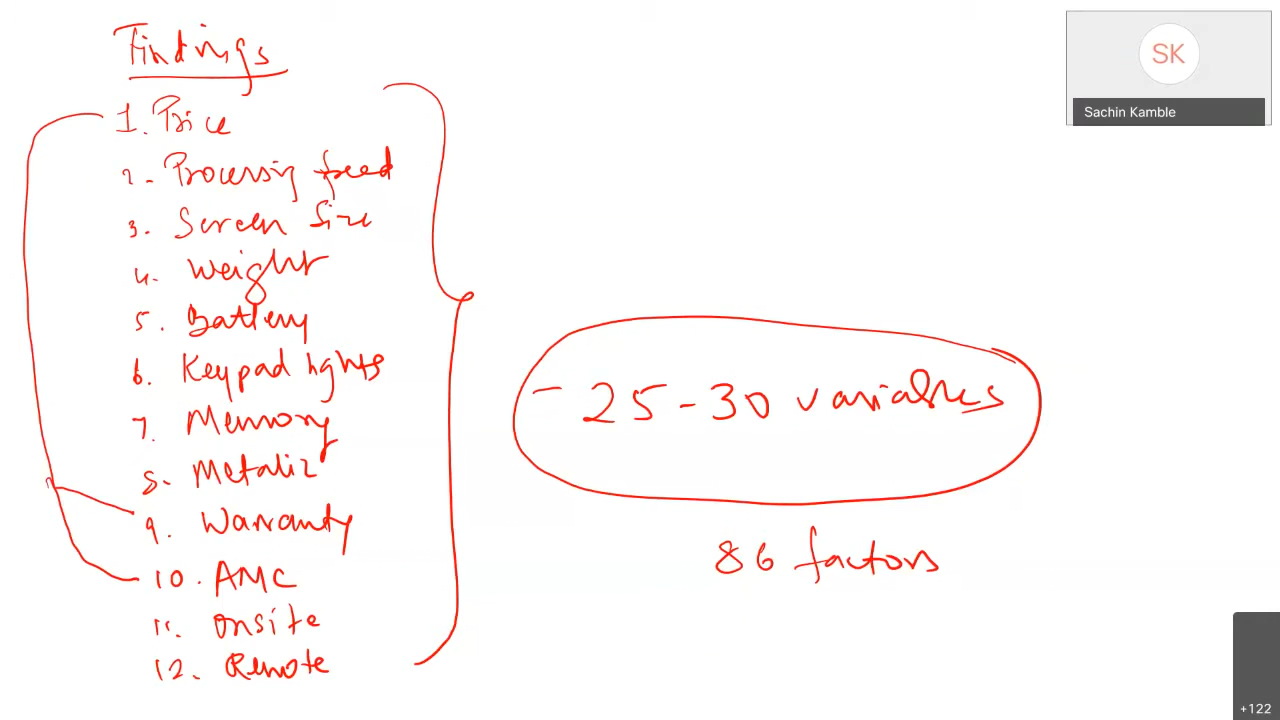 Findings
1. Price
2. Processing speed
3. Screen Size
4. Weight
5. Battery
6. Keypad lights
7. Memory
8. Metaliz
9. Warranty
10. AMC
11. Onsite
12. Remote
- 25-30 variables
86 factors
SK
Sachin Kamble
+122